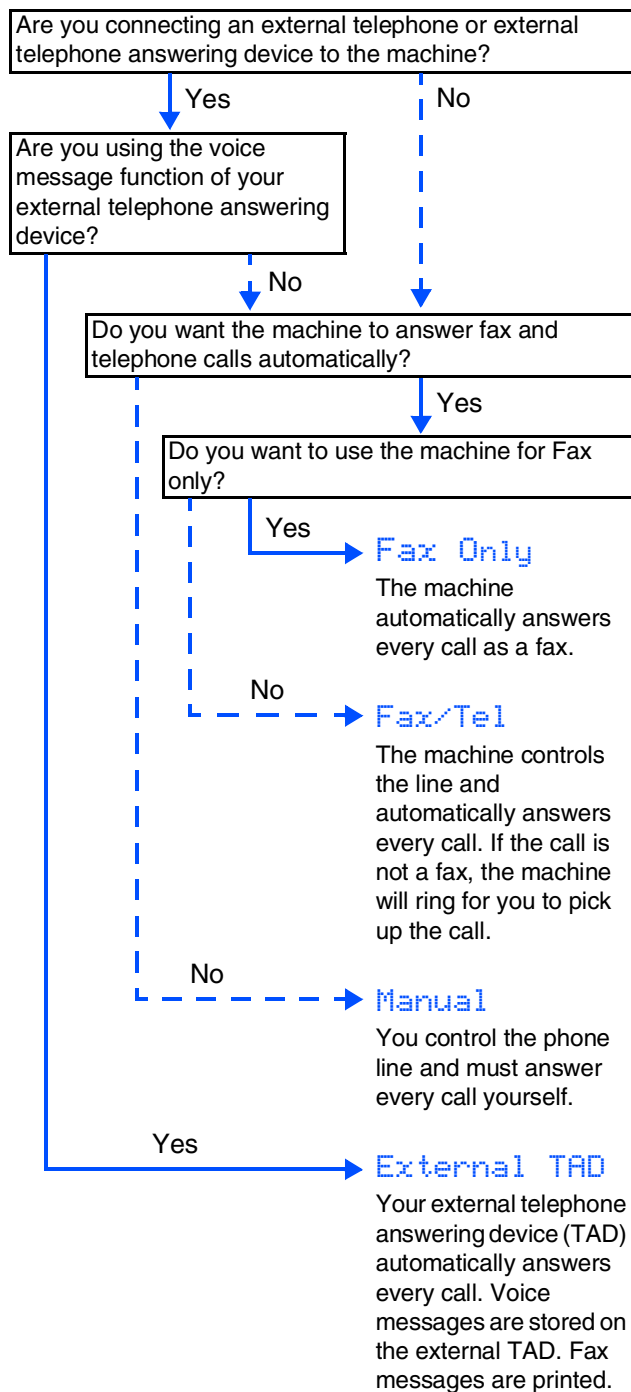 Are you connecting an external telephone or external
telephone answering device to the machine?
Yes
No
Are you using the voice
message function of your
external telephone answering
device?
No
Do you want the machine to answer fax and
telephone calls automatically?
Yes
Do you want to use the machine for Fax
only?
Yes
Fax Only
The machine
automatically answers
every call as a fax.
No
Fax/Tel
The machine controls
the line and
automatically answers
every call. If the call is
not a fax, the machine
will ring for you to pick
up the call.
No
Manual
You control the phone
line and must answer
every call yourself.
Yes
External TAD
Your external telephone
answering device (TAD)
automatically answers
every call. Voice
messages are stored on
the external TAD. Fax
messages are printed.